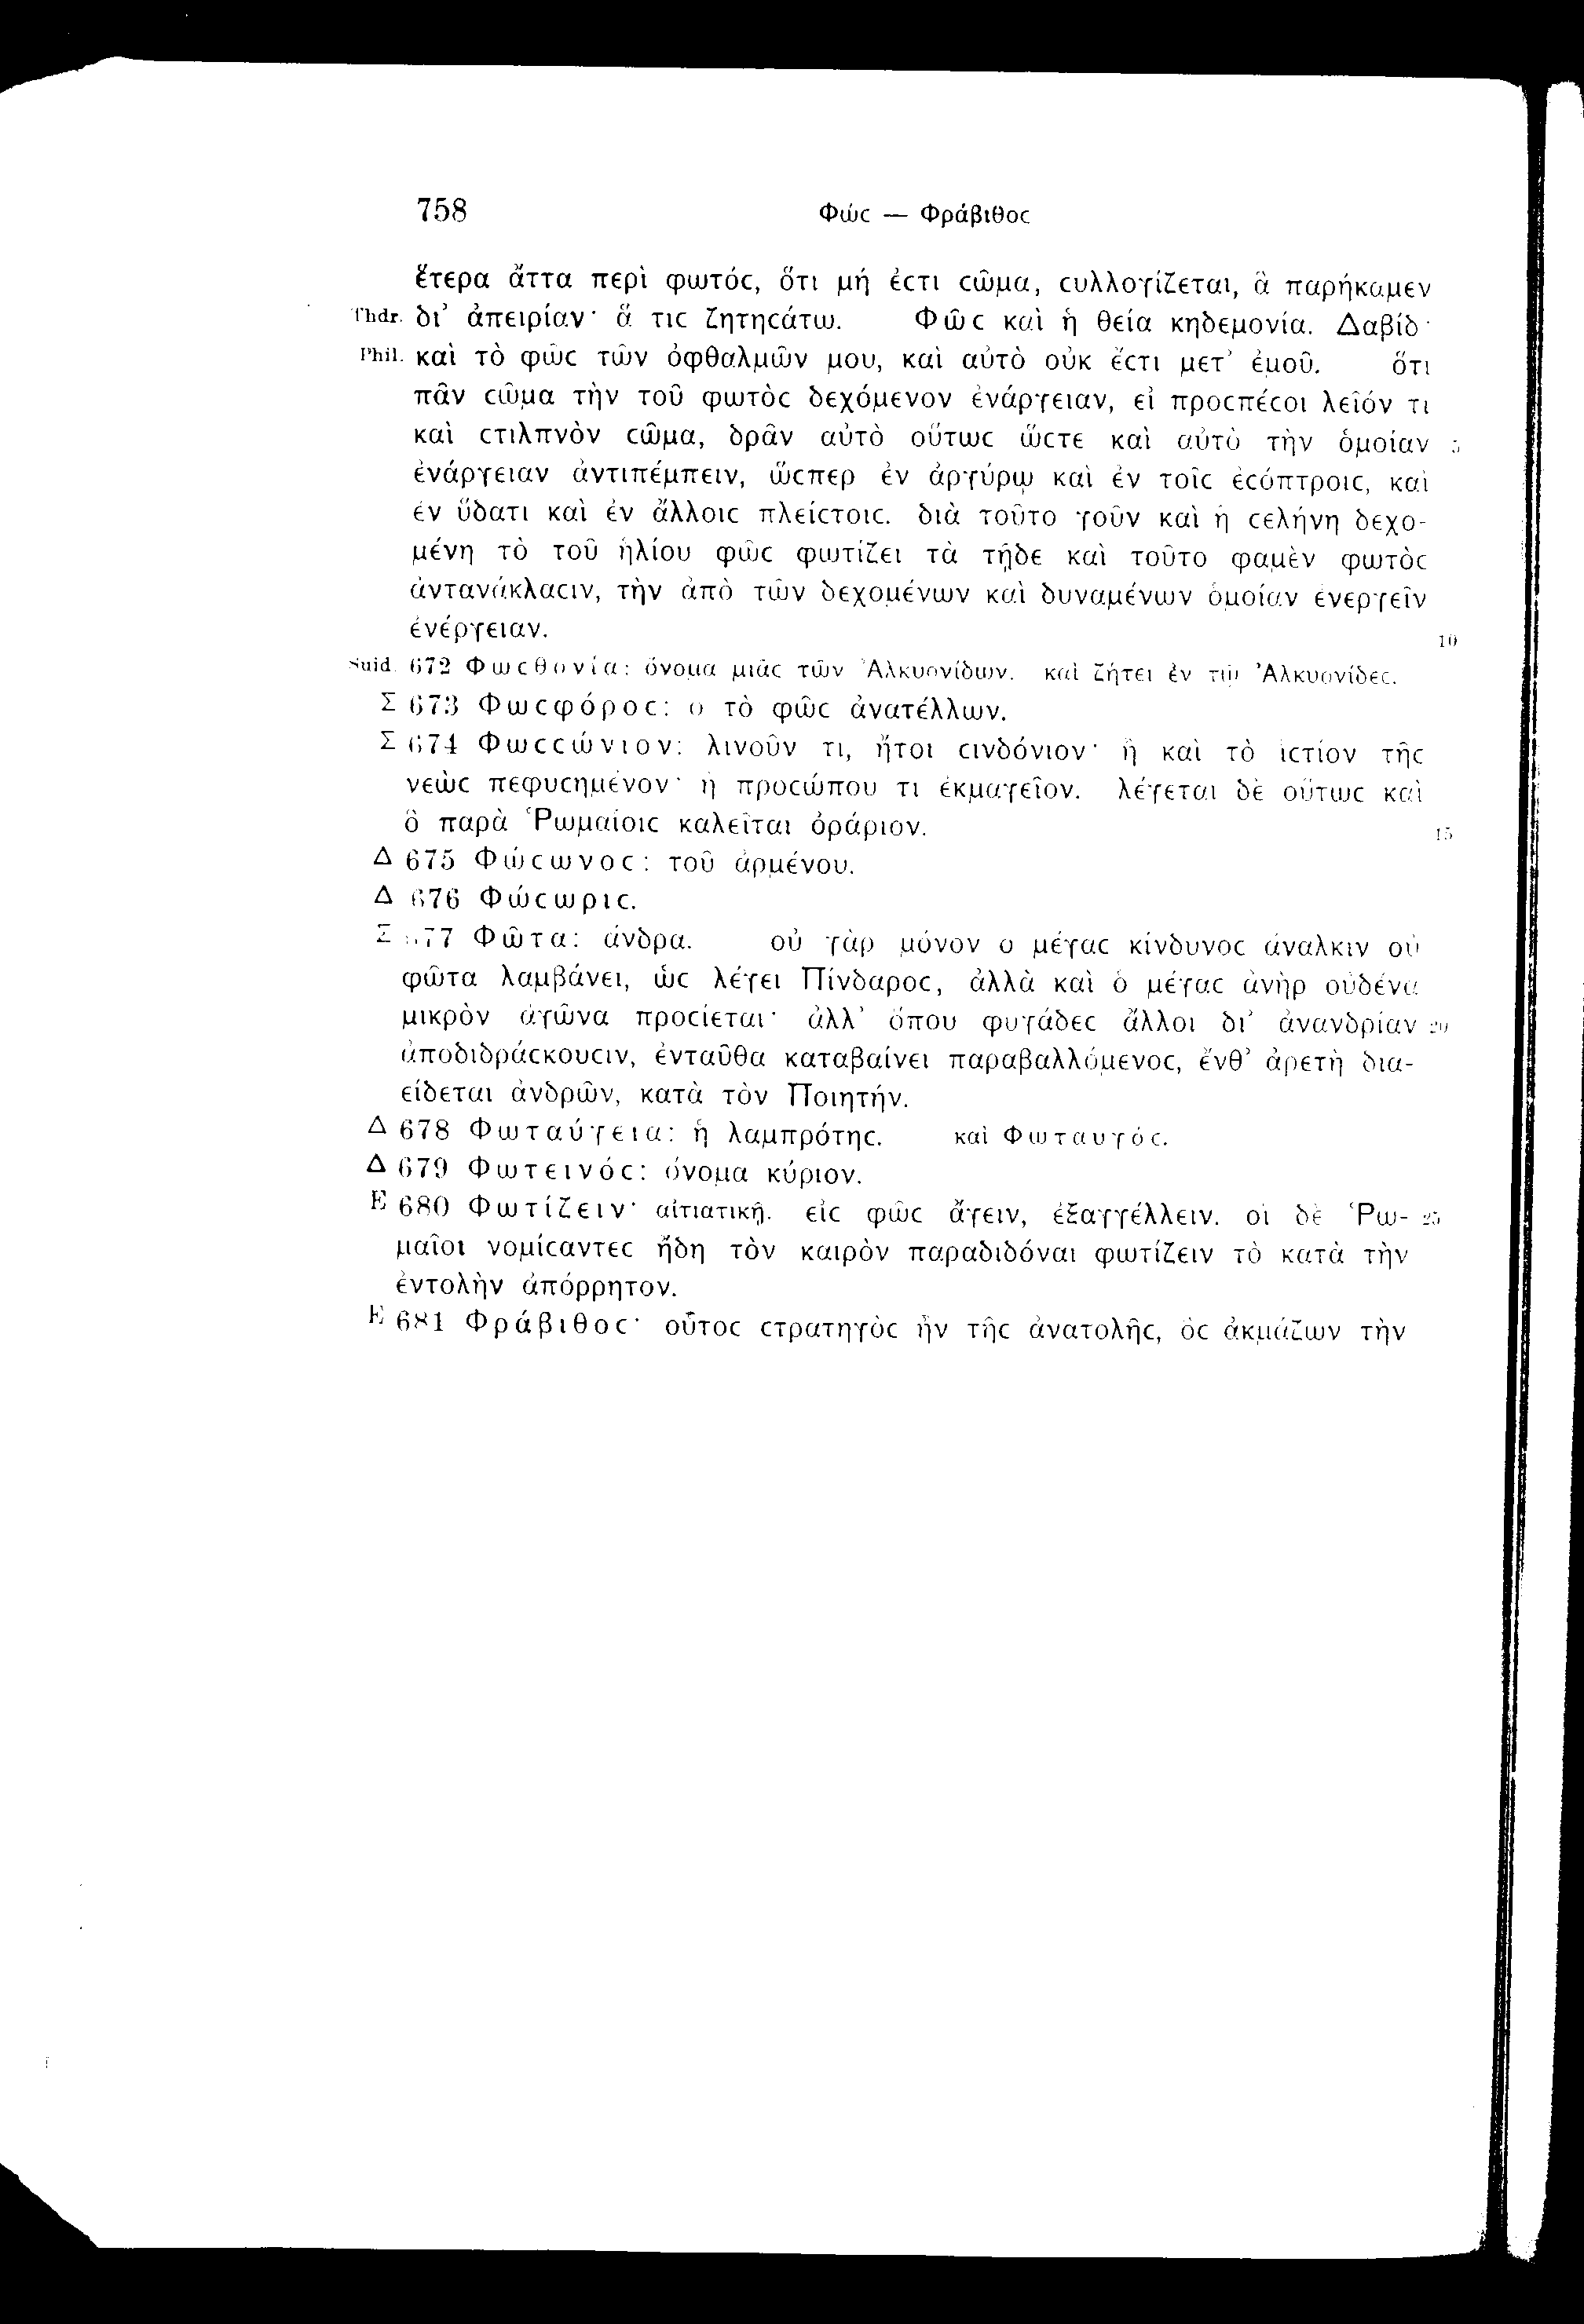 758 Φώϲ — Φράβιθοϲ
ἕτερα ἄττα περὶ φωτόϲ, ὅτι μή ἐϲτι ϲῶμα, ϲυλλογίζεται, ἃ παρήκαμεν
Thdr. δι’ ἀπειρίαν· ἅ τιϲ ζητηϲάτω. Φῶϲ καὶ ἡ θεία κηδεμονία. Δαβίδ·
Phil. καὶ τὸ φῶϲ τῶν ὀφθαλμῶν μου, καὶ αὐτὸ οὐκ ἔϲτι μετ’ ἐμοῦ. ὅτι
πᾶν ϲῶμα τὴν τοῦ φωτὸϲ δεχόμενον ἐνάργειαν, εἰ προϲπέϲοι λεῖόν τι
καὶ ϲτιλπνὸν ϲῶμα, δρᾶν αὐτὸ οὕτωϲ ὥϲτε καὶ αὐτὸ τὴν ὁμοίαν 5
ἐνάργειαν ἀντιπέμπειν, ὥϲπερ ἐν ἀργύρῳ καὶ ἐν τοῖϲ ἐϲόπτροιϲ, καὶ
ἐν ὕδατι καὶ ἐν ἄλλοιϲ πλείϲτοιϲ. διὰ τοῦτο γοῦν καὶ ἡ ϲελήνη δεχο-
μένη τὸ τοῦ ἡλίου φῶϲ φωτίζει τὰ τῇδε καὶ τοῦτο φαμὲν φωτὸϲ
ἀντανάκλαϲιν, τὴν ἀπὸ τῶν δεχομένων καὶ δυναμένων ὁμοίαν ἐνεργεῖν
ἐνέργειαν. 10
Suid. 672 Φωϲθονία: ὄνομα μιᾶϲ τῶν Ἀλκυονίδων. καὶ ζήτει ἐν τῷ Ἀλκυονίδεϲ.
Σ 673 Φωϲφόροϲ: ὁ τὸ φῶϲ ἀνατέλλων.
Σ 674 Φωϲϲώνιον: λινοῦν τι, ἤτοι ϲινδόνιον· ἢ καὶ τὸ ἱϲτίον τῆϲ
νεὼϲ πεφυϲημένον· ἢ προϲώπου τι ἐκμαγεῖον. λέγεται δὲ οὕτωϲ καὶ
ὃ παρὰ Ῥωμαίοιϲ καλεῖται ὀράριον. 15
Δ 675 Φώϲωνοϲ: τοῦ ἀρμένου.
Δ 676 Φώϲωριϲ.
Σ 677 Φῶτα: ἄνδρα. οὐ γὰρ μόνον ὁ μέγαϲ κίνδυνοϲ ἄναλκιν οὐ
φῶτα λαμβάνει, ὡϲ λέγει Πίνδαροϲ, ἀλλὰ καὶ ὁ μέγαϲ ἀνὴρ οὐδένα
μικρὸν ἀγῶνα προϲίεται· ἀλλ’ ὅπου φυγάδεϲ ἄλλοι δι’ ἀνανδρίαν 20
ἀποδιδράϲκουϲιν, ἐνταῦθα καταβαίνει παραβαλλόμενοϲ, ἔνθ’ ἀρετὴ δια-
είδεται ἀνδρῶν, κατὰ τὸν Ποιητήν.
Δ 678 Φωταύγεια: ἡ λαμπρότηϲ. καὶ Φωταυγόϲ.
Δ 679 Φωτεινόϲ: ὄνομα κύριον.
E 680 Φωτίζειν· αἰτιατικῇ. εἰϲ φῶϲ ἄγειν, ἐξαγγέλλειν. οἱ δὲ Ῥω- 25
μαῖοι νομίϲαντεϲ ἤδη τὸν καιρὸν παραδιδόναι φωτίζειν τὸ κατὰ τὴν
ἐντολὴν ἀπόρρητον.
E 681 Φράβιθοϲ· οὗτοϲ ϲτρατηγὸϲ ἦν τῆϲ ἀνατολῆϲ, ὃϲ ἀκμάζων τὴν